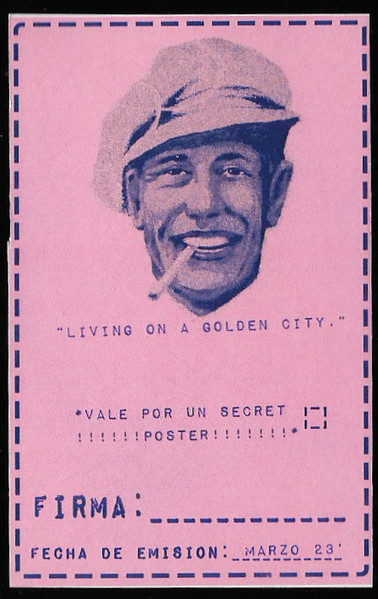 "LIVING ON A GOLDEN CITY."
*VALE POR UN SECRET
!!!!!!POSTER!!!!!!!*
FIRMA:
FECHA DE EMISION: MARZO 23'